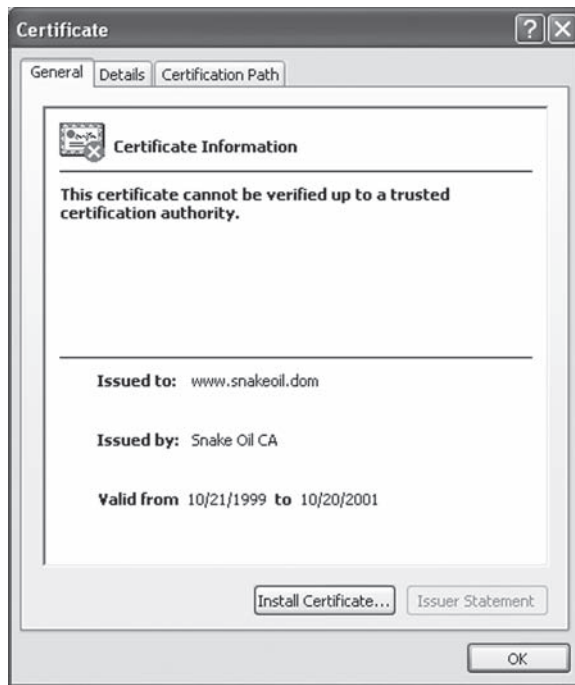 Certificate
General Details Certification Path
Certificate Information
This certificate cannot be verified up to a trusted
certification authority.
Issued to: www.snakeoil.dom
Issued by: Snake Oil CA
Valid from 10/21/1999 to 10/20/2001
Install Certificate... Issuer Statement
OK